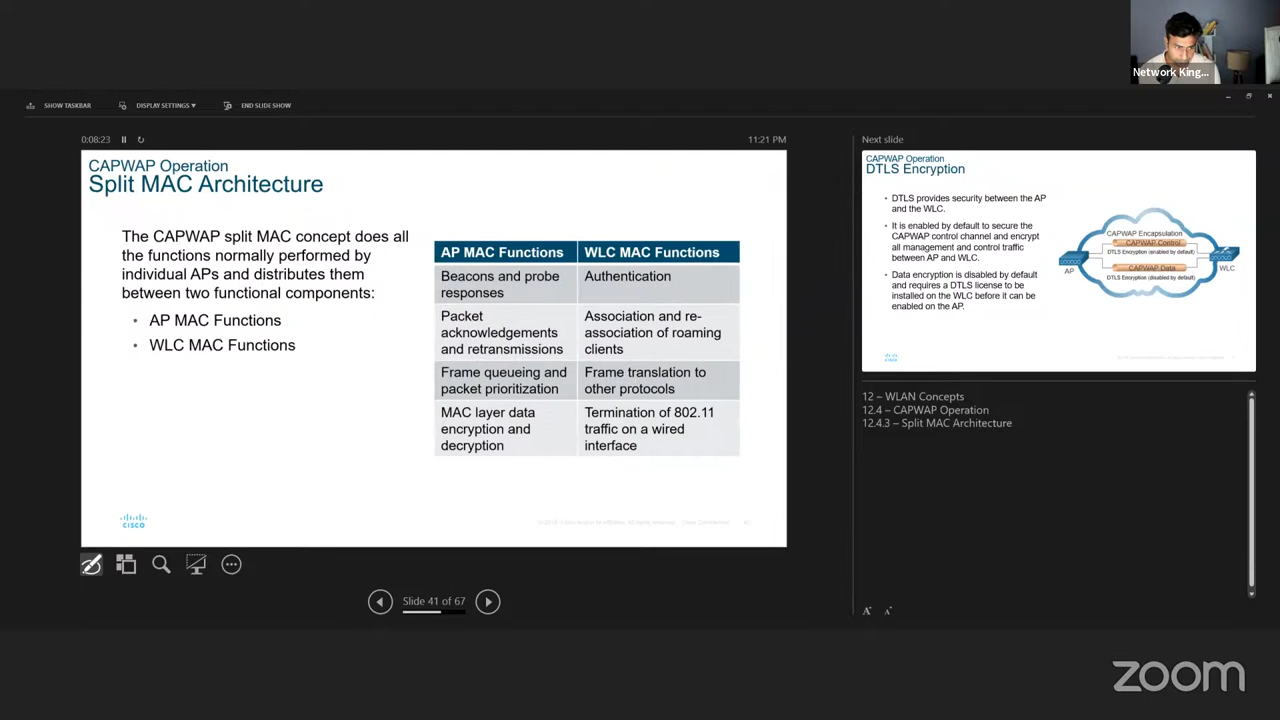 Network King...
SHOW TASKBAR
DISPLAY SETTINGS ▾
END SLIDE SHOW
0:08:23
11:21 PM
CAPWAP Operation
Split MAC Architecture
The CAPWAP split MAC concept does all
the functions normally performed by
individual APs and distributes them
between two functional components:
• AP MAC Functions
• WLC MAC Functions
AP MAC Functions
WLC MAC Functions
Beacons and probe
responses
Authentication
Packet
acknowledgements
and retransmissions
Association and re-
association of roaming
clients
Frame queueing and
packet prioritization
Frame translation to
other protocols
MAC layer data
encryption and
decryption
Termination of 802.11
traffic on a wired
interface
CISCO
Slide 41 of 67
Next slide
CAPWAP Operation
DTLS Encryption
• DTLS provides security between the AP
and the WLC.
• It is enabled by default to secure the
CAPWAP control channel and encrypt
all management and control traffic
between AP and WLC.
• Data encryption is disabled by default
and requires a DTLS license to be
installed on the WLC before it can be
enabled on the AP.
CAPWAP Encapsulation
CAPWAP Control
DTLS Encryption (enabled by default)
CAPWAP Data
DTLS Encryption (disabled by default)
AP
WLC
12 – WLAN Concepts
12.4 – CAPWAP Operation
12.4.3 – Split MAC Architecture
A
A
zoom